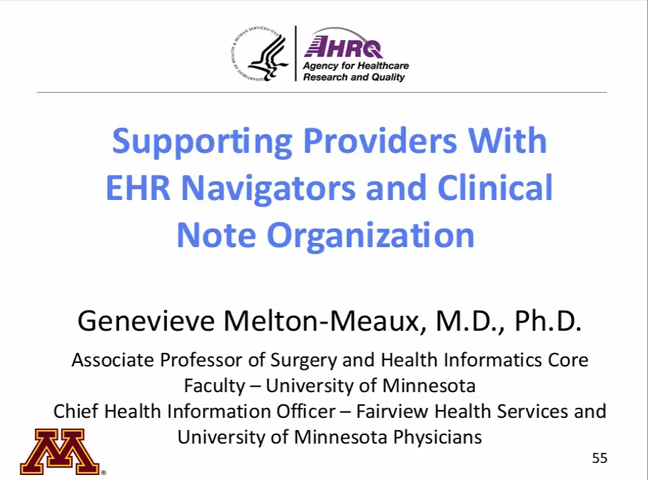 AHRQ
Agency for Healthcare
Research and Quality
Supporting Providers With
EHR Navigators and Clinical
Note Organization
Genevieve Melton-Meaux, M.D., Ph.D.
Associate Professor of Surgery and Health Informatics Core
Faculty – University of Minnesota
Chief Health Information Officer – Fairview Health Services and
University of Minnesota Physicians
M
®
55